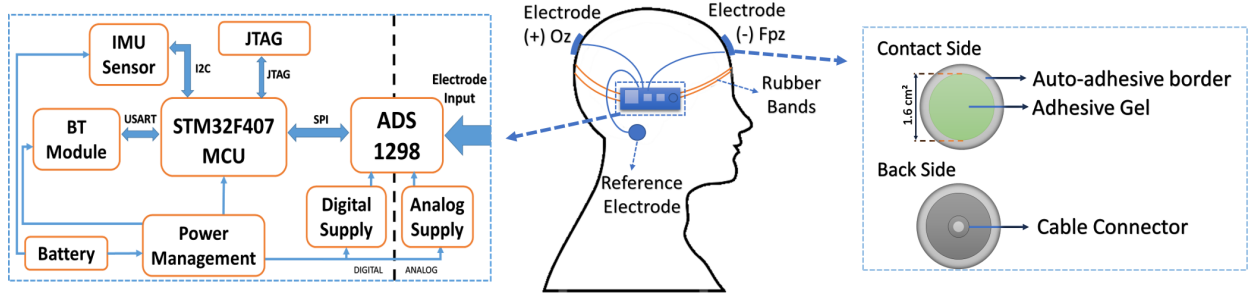 IMU
Sensor
JTAG
I2C
JTAG
Electrode
Input
BT
Module
USART
STM32F407
MCU
SPI
ADS
1298
Digital
Supply
Analog
Supply
Battery
Power
Management
DIGITAL
ANALOG
Electrode
(+) Oz
Electrode
(-) Fpz
Rubber
Bands
Reference
Electrode
Contact Side
1.6 cm²
Auto-adhesive border
Adhesive Gel
Back Side
Cable Connector